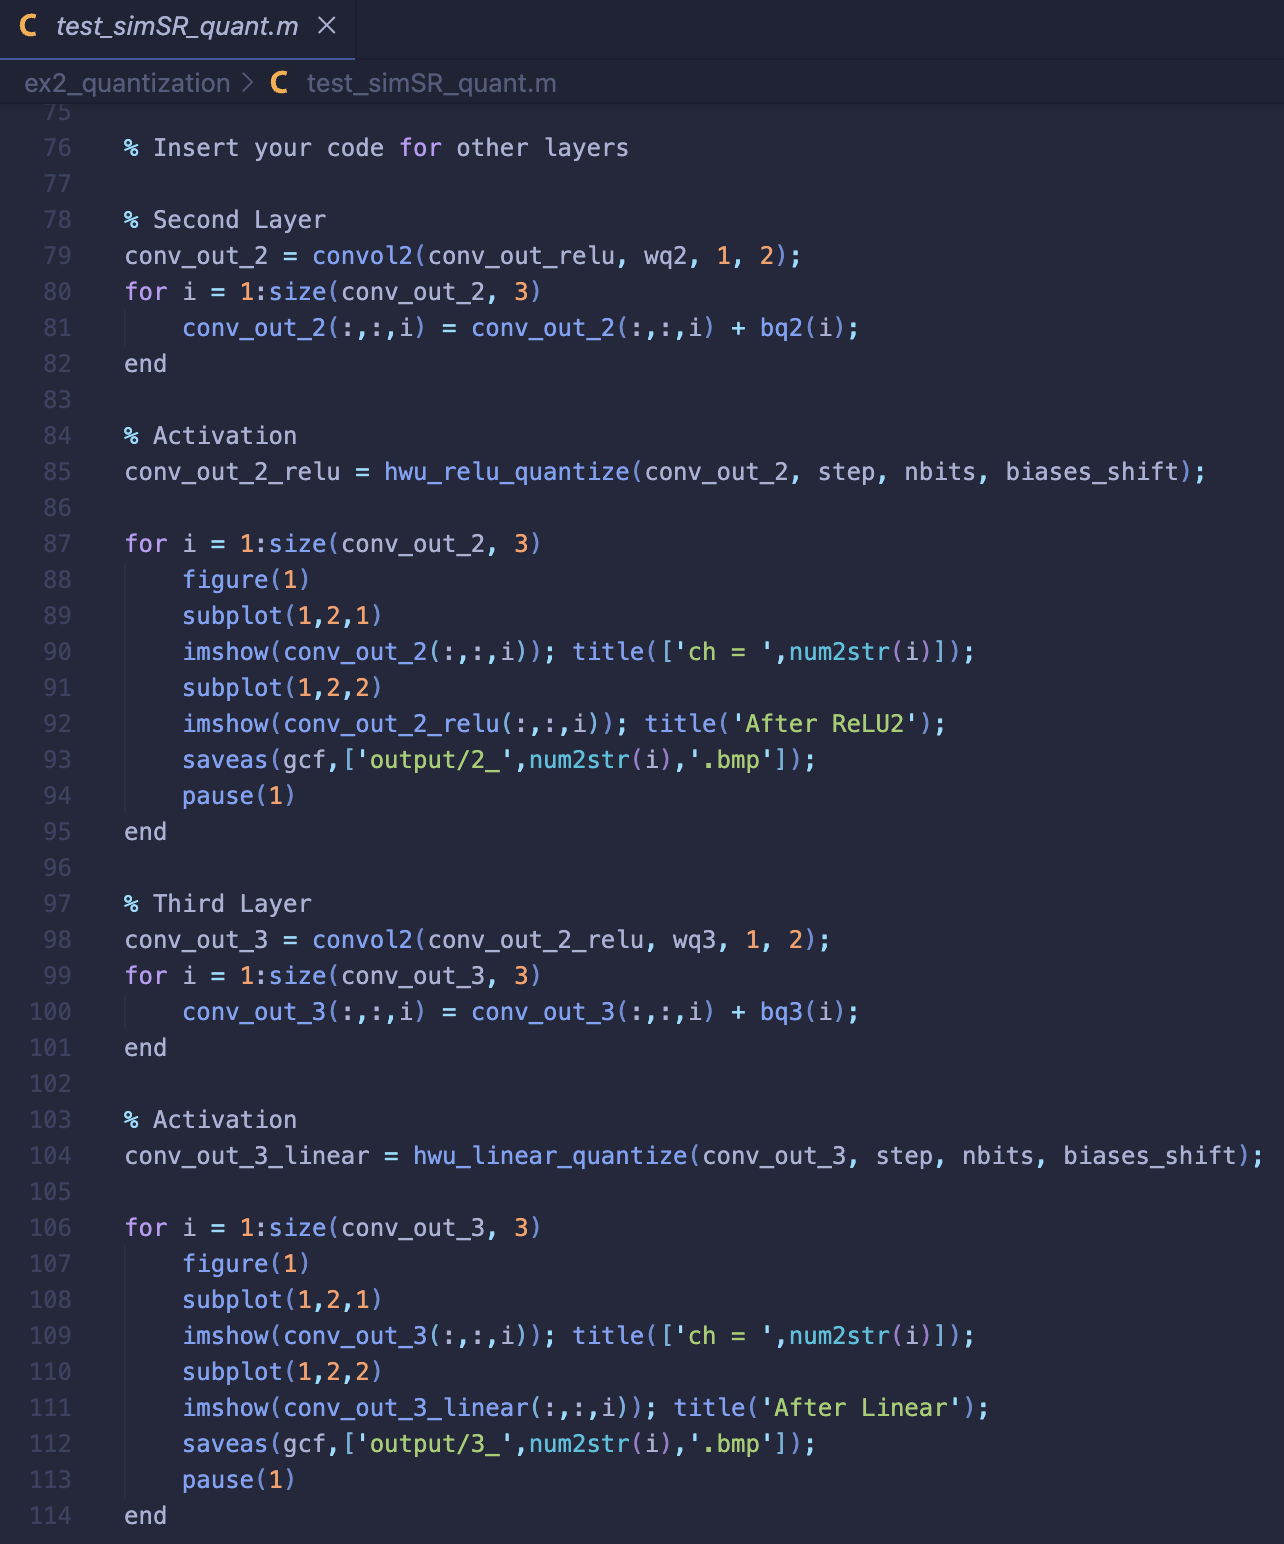 test_simSR_quant.m
ex2_quantization > test_simSR_quant.m
75
76 % Insert your code for other layers
77
78 % Second Layer
79 conv_out_2 = convol2(conv_out_relu, wq2, 1, 2);
80 for i = 1:size(conv_out_2, 3)
81 conv_out_2(:,:,i) = conv_out_2(:,:,i) + bq2(i);
82 end
83
84 % Activation
85 conv_out_2_relu = hwu_relu_quantize(conv_out_2, step, nbits, biases_shift);
86
87 for i = 1:size(conv_out_2, 3)
88 figure(1)
89 subplot(1,2,1)
90 imshow(conv_out_2(:,:,i)); title(['ch = ',num2str(i)]);
91 subplot(1,2,2)
92 imshow(conv_out_2_relu(:,:,i)); title('After ReLU2');
93 saveas(gcf,['output/2_',num2str(i),'.bmp']);
94 pause(1)
95 end
96
97 % Third Layer
98 conv_out_3 = convol2(conv_out_2_relu, wq3, 1, 2);
99 for i = 1:size(conv_out_3, 3)
100 conv_out_3(:,:,i) = conv_out_3(:,:,i) + bq3(i);
101 end
102
103 % Activation
104 conv_out_3_linear = hwu_linear_quantize(conv_out_3, step, nbits, biases_shift);
105
106 for i = 1:size(conv_out_3, 3)
107 figure(1)
108 subplot(1,2,1)
109 imshow(conv_out_3(:,:,i)); title(['ch = ',num2str(i)]);
110 subplot(1,2,2)
111 imshow(conv_out_3_linear(:,:,i)); title('After Linear');
112 saveas(gcf,['output/3_',num2str(i),'.bmp']);
113 pause(1)
114 end